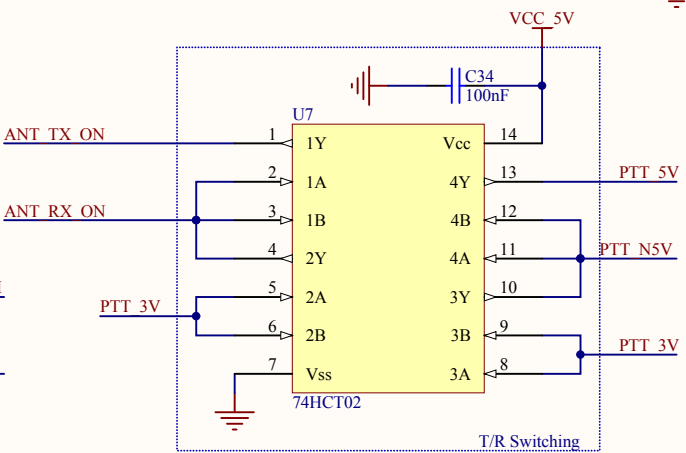 VCC_5V
C34
100nF
U7
ANT_TX_ON 1 1Y Vcc 14
2 1A 4Y 13 PTT_5V
ANT_RX_ON 3 1B 4B 12
4 2Y 4A 11 PTT_N5V
5 2A 3Y 10
PTT_3V
6 2B 3B 9
PTT_3V
7 Vss 3A 8
74HCT02
T/R Switching